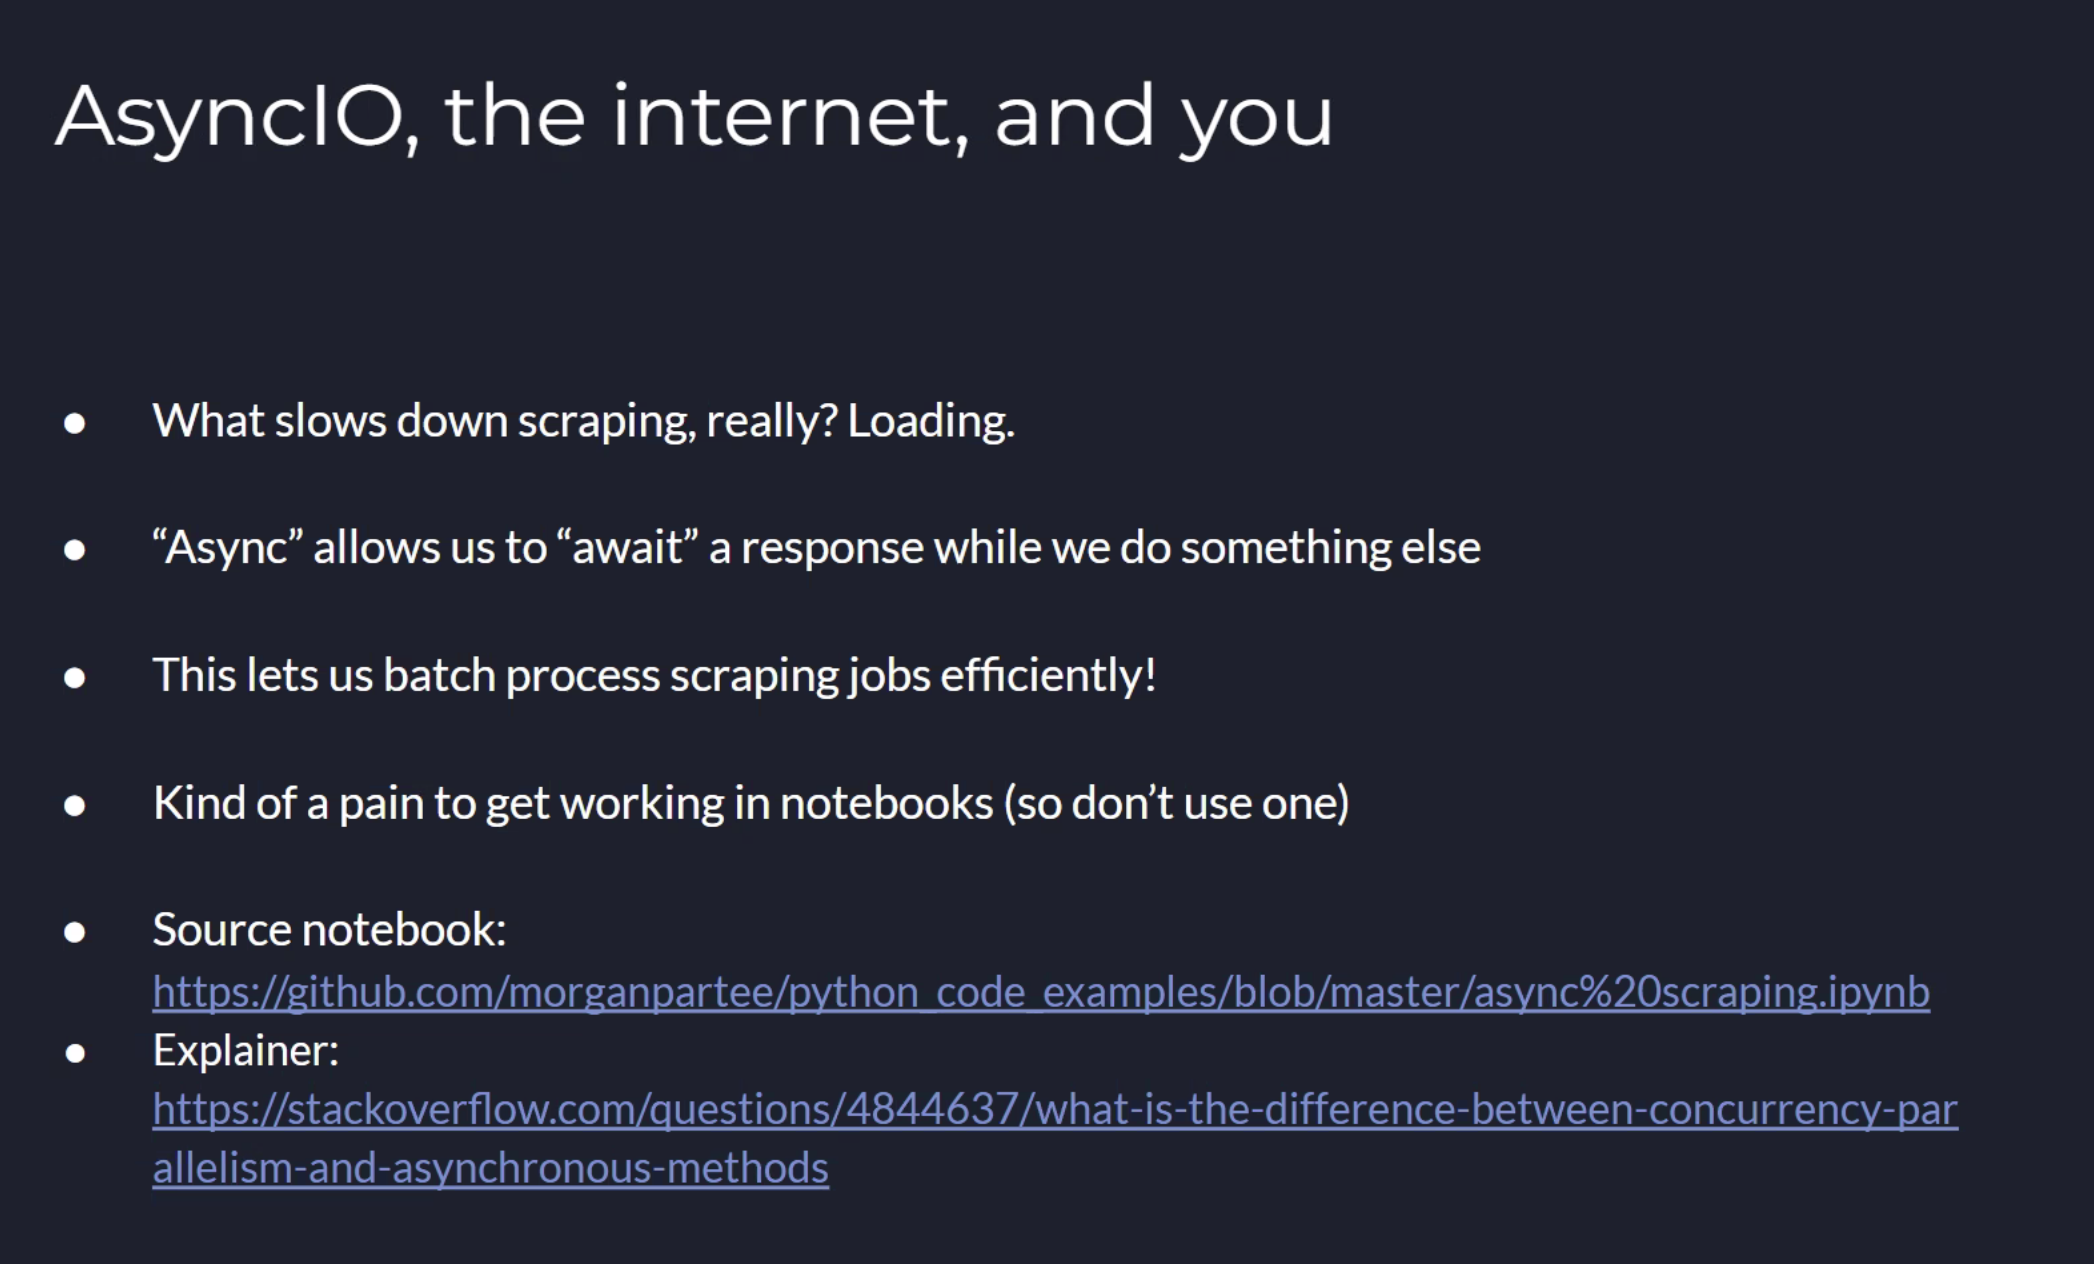 AsyncIO, the internet, and you
● What slows down scraping, really? Loading.
● “Async” allows us to “await” a response while we do something else
● This lets us batch process scraping jobs efficiently!
● Kind of a pain to get working in notebooks (so don’t use one)
● Source notebook:
https://github.com/morganpartee/python_code_examples/blob/master/async%20scraping.ipynb
● Explainer:
https://stackoverflow.com/questions/4844637/what-is-the-difference-between-concurrency-par
allelism-and-asynchronous-methods